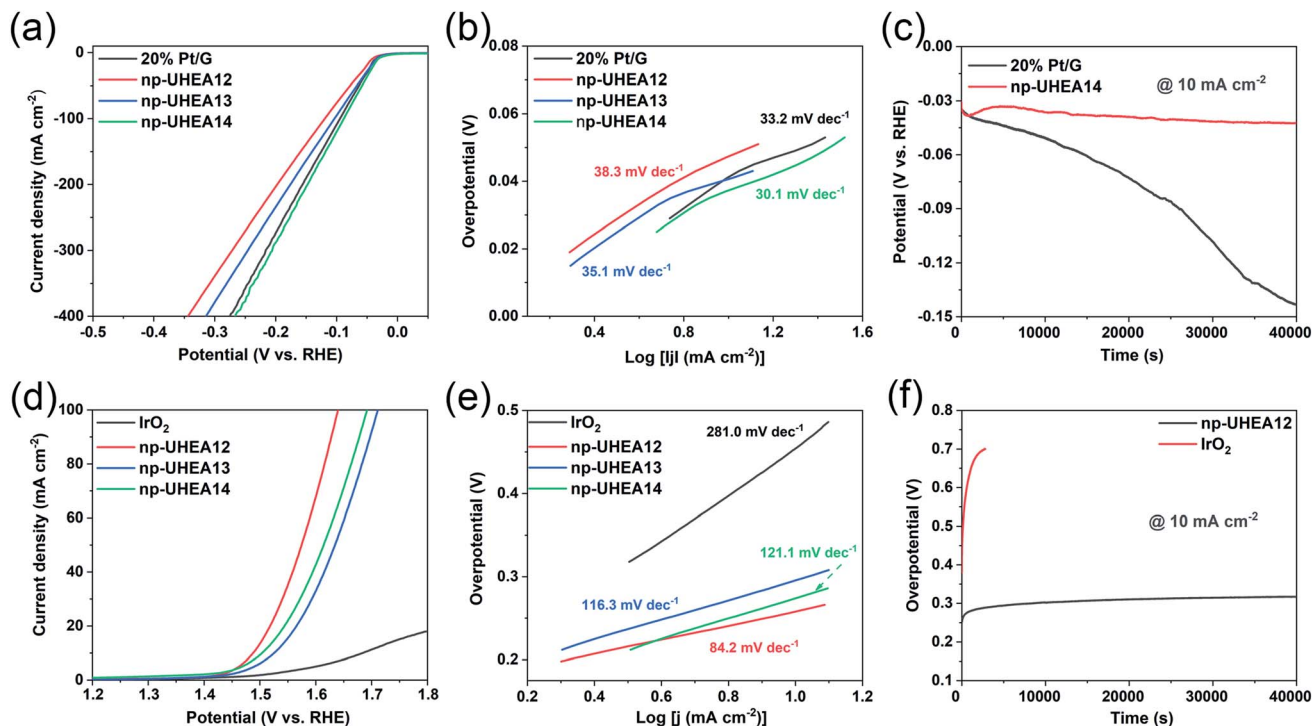 (a)
20% Pt/G
np-UHEA12
np-UHEA13
np-UHEA14
0
-100
-200
-300
-400
-0.5
-0.4
-0.3
-0.2
-0.1
0.0
Current density (mA cm⁻²)
Potential (V vs. RHE)
(b)
20% Pt/G
np-UHEA12
np-UHEA13
np-UHEA14
33.2 mV dec⁻¹
38.3 mV dec⁻¹
30.1 mV dec⁻¹
35.1 mV dec⁻¹
0.08
0.06
0.04
0.02
0.00
0.4
0.8
1.2
1.6
Overpotential (V)
Log [|j| (mA cm⁻²)]
(c)
20% Pt/G
np-UHEA14
@ 10 mA cm⁻²
0.00
-0.03
-0.06
-0.09
-0.12
-0.15
0
10000
20000
30000
40000
Potential (V vs. RHE)
Time (s)
(d)
IrO₂
np-UHEA12
np-UHEA13
np-UHEA14
100
80
60
40
20
0
1.2
1.3
1.4
1.5
1.6
1.7
1.8
Current density (mA cm⁻²)
Potential (V vs. RHE)
(e)
IrO₂
np-UHEA12
np-UHEA13
np-UHEA14
281.0 mV dec⁻¹
121.1 mV dec⁻¹
116.3 mV dec⁻¹
84.2 mV dec⁻¹
0.5
0.4
0.3
0.2
0.2
0.4
0.6
0.8
1.0
1.2
Overpotential (V)
Log [j (mA cm⁻²)]
(f)
np-UHEA12
IrO₂
@ 10 mA cm⁻²
0.8
0.7
0.6
0.5
0.4
0.3
0.2
0.1
0
10000
20000
30000
40000
Overpotential (V)
Time (s)